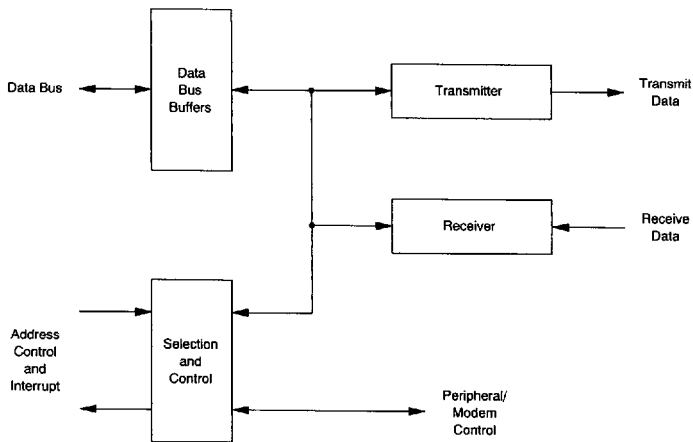 Data Bus
Data
Bus
Buffers
Transmitter
Transmit
Data
Receiver
Receive
Data
Address
Control
and
Interrupt
Selection
and
Control
Peripheral/
Modem
Control